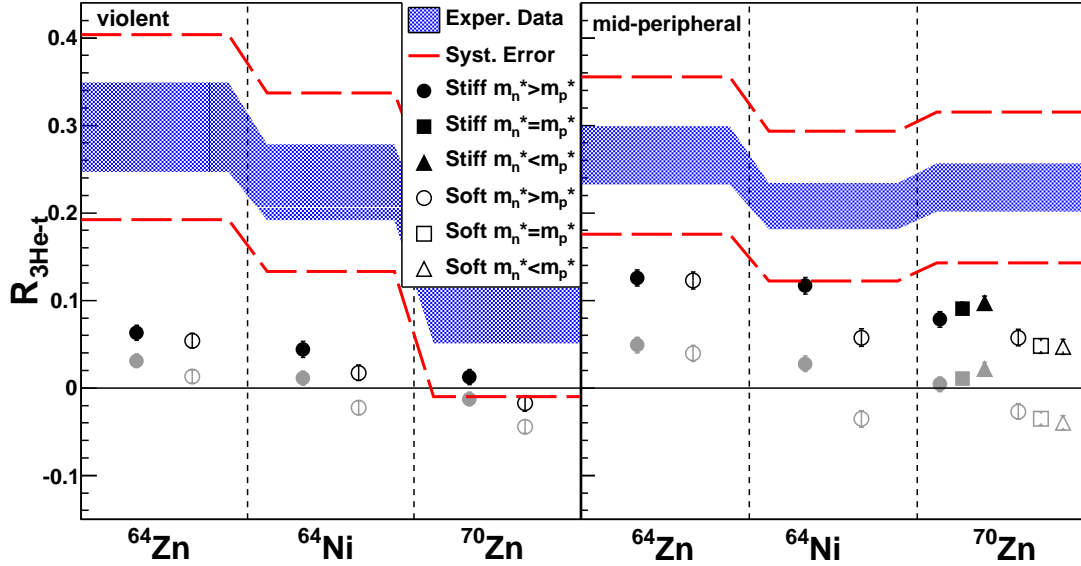 violent
mid-peripheral
Exper. Data
Syst. Error
Stiff m_n*>m_p*
Stiff m_n*=m_p*
Stiff m_n*<m_p*
Soft m_n*>m_p*
Soft m_n*=m_p*
Soft m_n*<m_p*
R_3He-t
0.4
0.3
0.2
0.1
0
-0.1
⁶⁴Zn
⁶⁴Ni
⁷⁰Zn
⁶⁴Zn
⁶⁴Ni
⁷⁰Zn